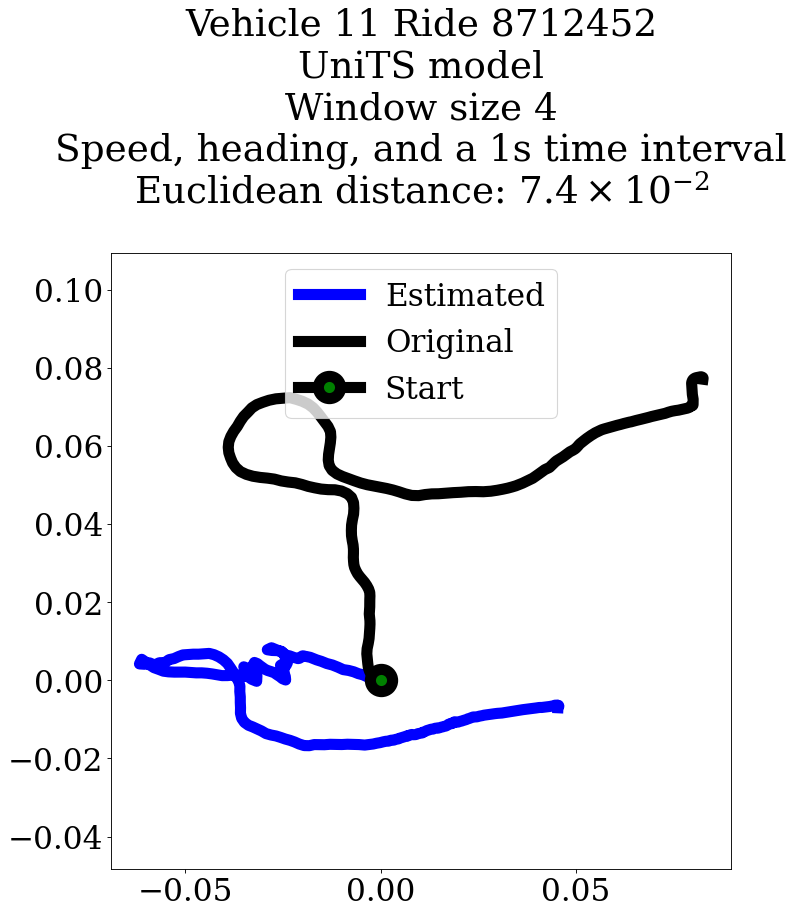 Vehicle 11 Ride 8712452
UniTS model
Window size 4
Speed, heading, and a 1s time interval
Euclidean distance: 7.4 × 10⁻²
Estimated
Original
Start
0.10
0.08
0.06
0.04
0.02
0.00
−0.02
−0.04
−0.05 0.00 0.05